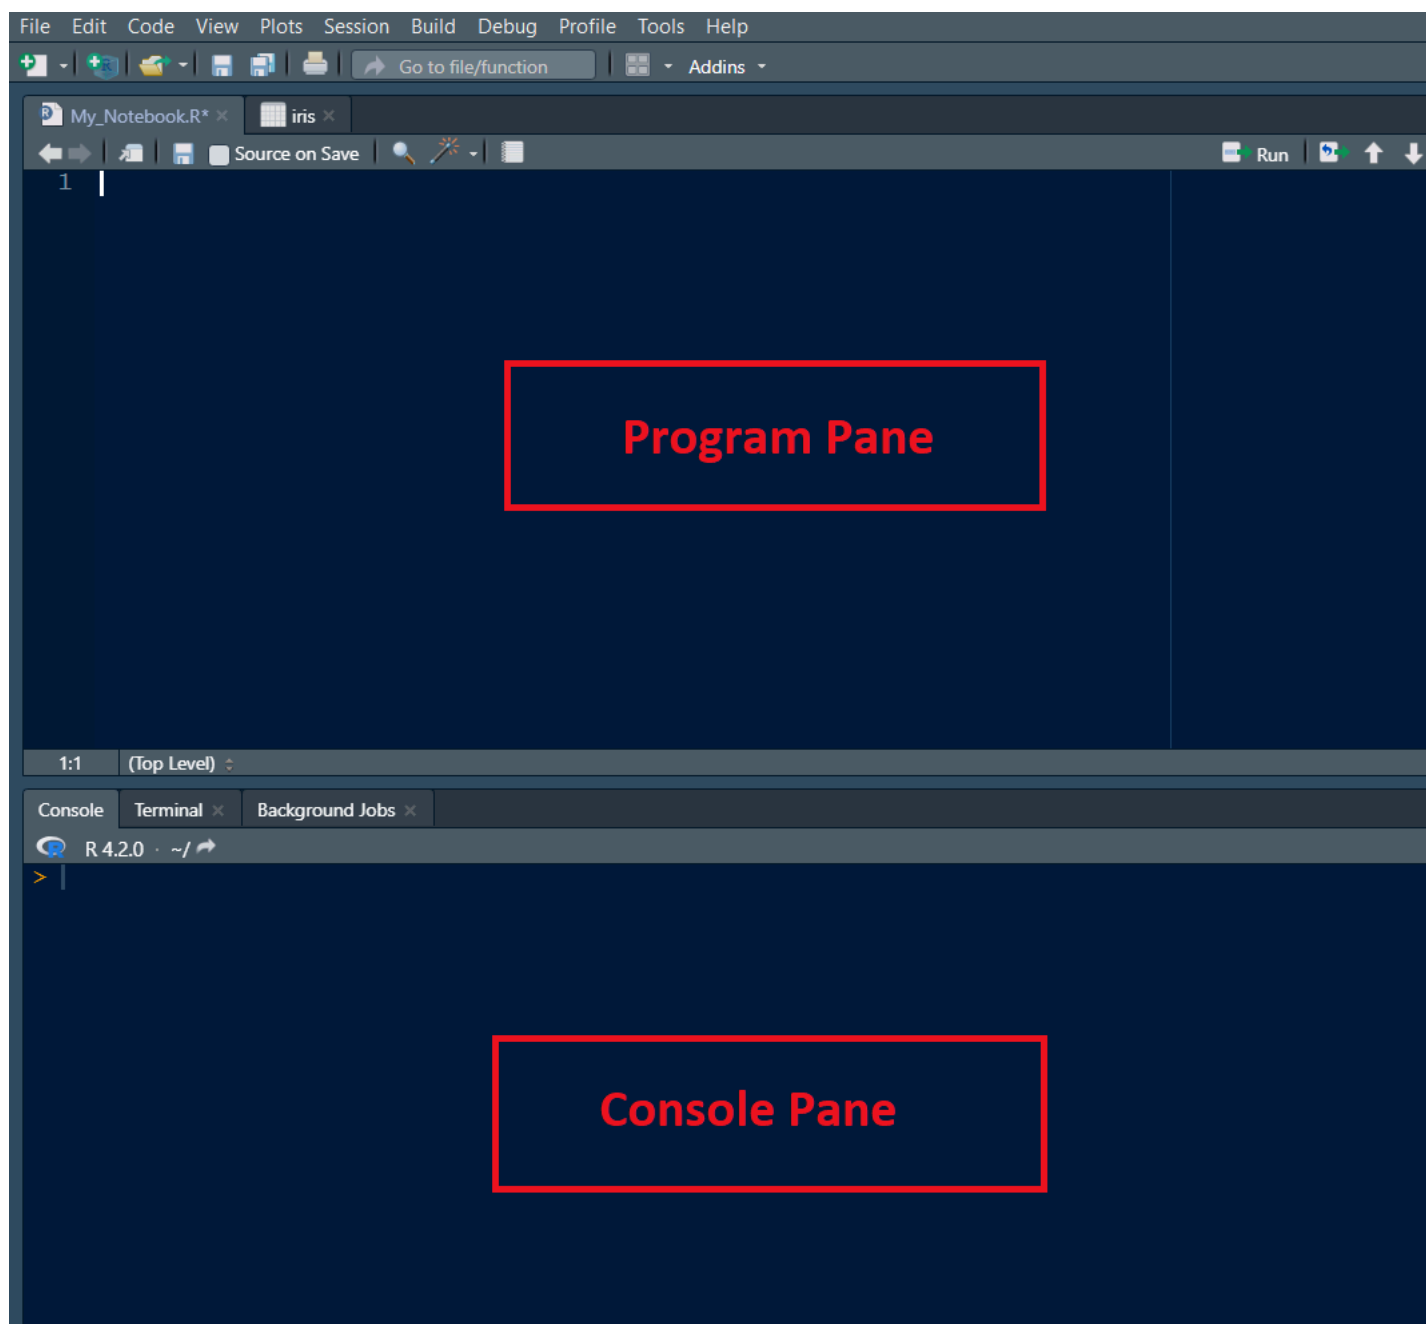 File Edit Code View Plots Session Build Debug Profile Tools Help
Go to file/function Addins
My_Notebook.R* iris
Source on Save Run
1
Program Pane
1:1 (Top Level)
Console Terminal Background Jobs
R 4.2.0 · ~/
>
Console Pane